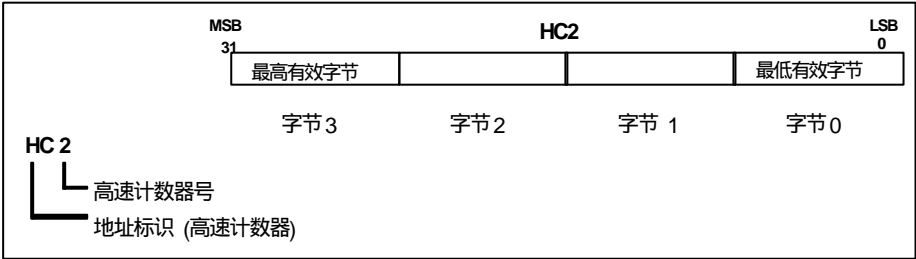 MSB HC2 LSB
31 0
最高有效字节 最低有效字节
字节3 字节2 字节 1 字节0
HC 2
高速计数器号
地址标识 (高速计数器)